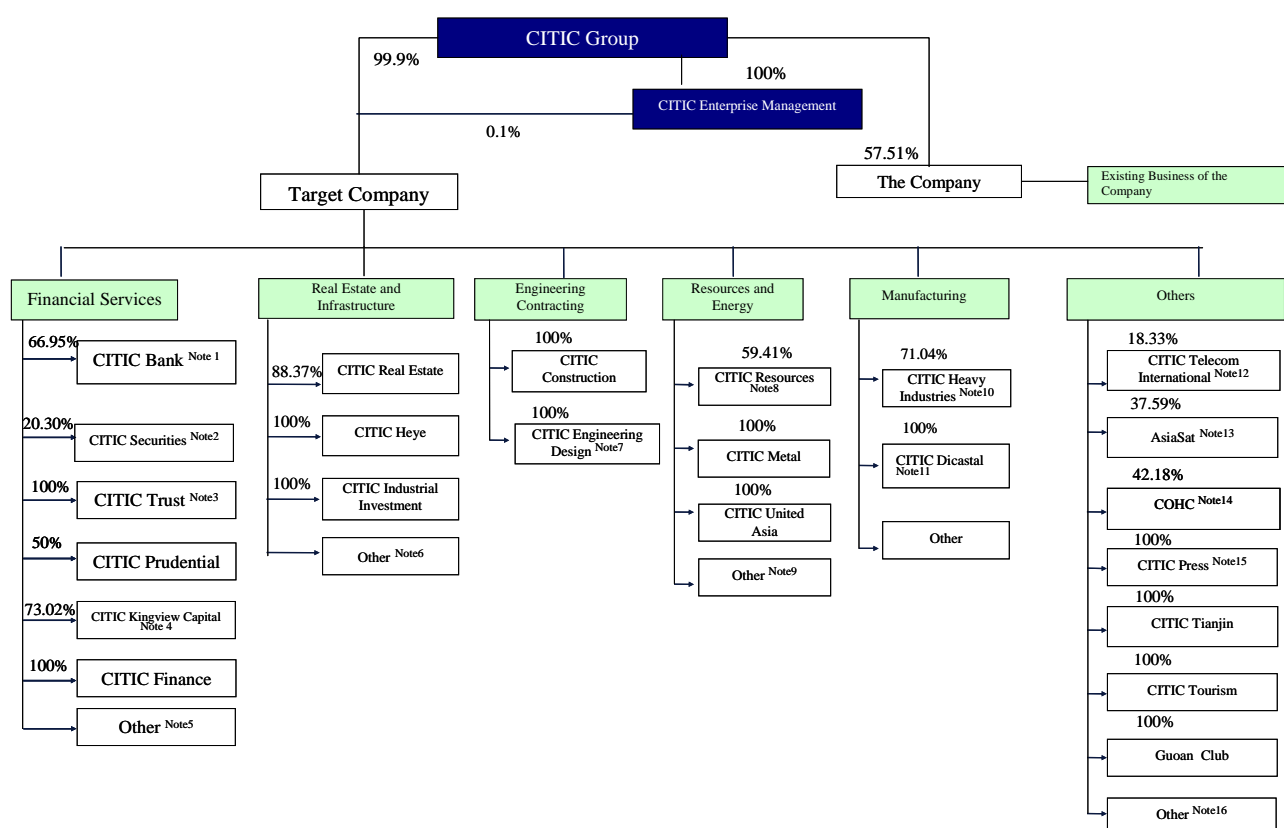 CITIC Group
99.9%
100%
CITIC Enterprise Management
0.1%
57.51%
Target Company
The Company
Existing Business of the
Company
Financial Services
66.95%
CITIC Bank Note 1
20.30%
CITIC Securities Note2
100%
CITIC Trust Note3
50%
CITIC Prudential
73.02%
CITIC Kingview Capital
Note 4
100%
CITIC Finance
Other Note5
Real Estate and
Infrastructure
88.37%
CITIC Real Estate
100%
CITIC Heye
100%
CITIC Industrial
Investment
Other Note6
Engineering
Contracting
100%
CITIC
Construction
100%
CITIC Engineering
Design Note7
Resources and
Energy
59.41%
CITIC Resources
Note8
100%
CITIC Metal
100%
CITIC United
Asia
Other Note9
Manufacturing
71.04%
CITIC Heavy
Industries Note10
100%
CITIC Dicastal
Note11
Other
Others
18.33%
CITIC Telecom
International Note12
37.59%
AsiaSat Note13
42.18%
COHC Note14
100%
CITIC Press Note15
100%
CITIC Tianjin
100%
CITIC Tourism
100%
Guoan Club
Other Note16